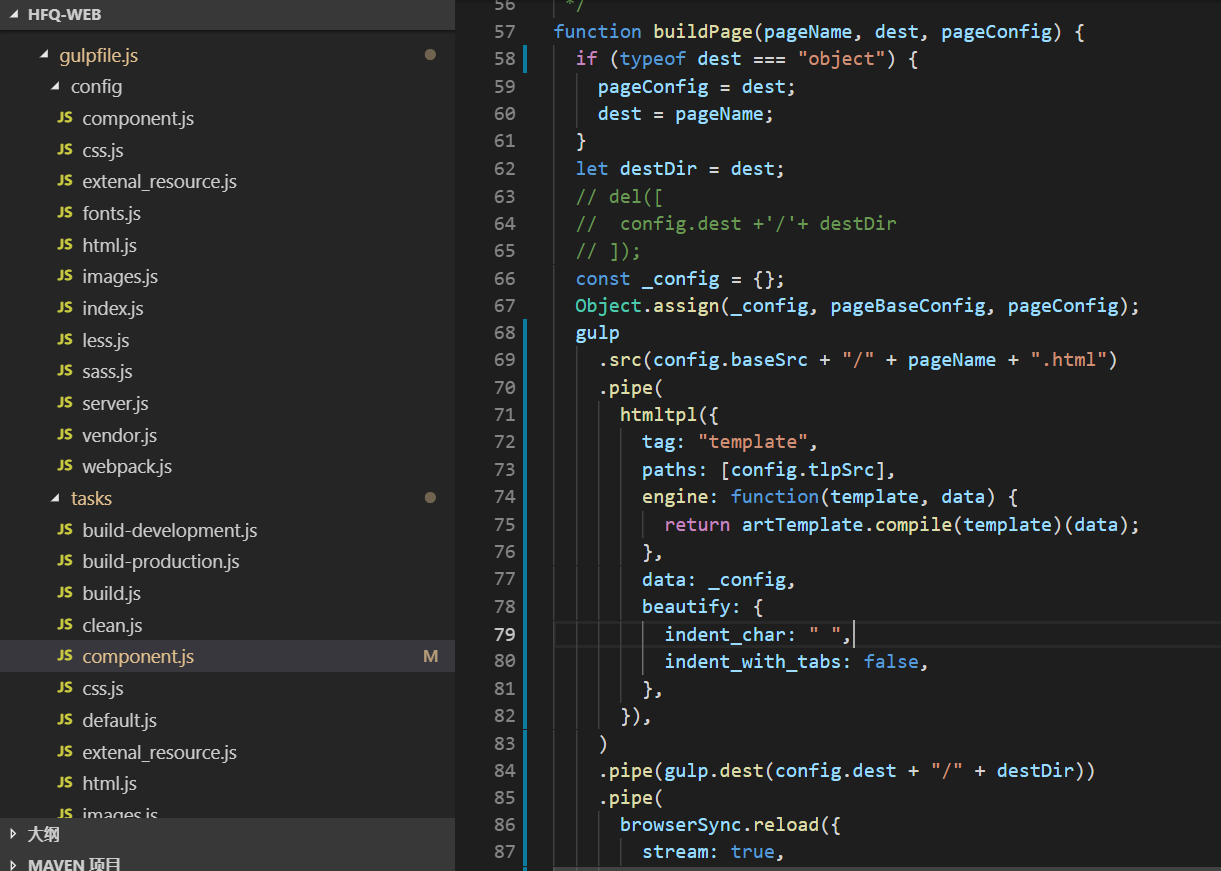 HFQ-WEB
gulpfile.js
config
JS component.js
JS css.js
JS extenal_resource.js
JS fonts.js
JS html.js
JS images.js
JS index.js
JS less.js
JS sass.js
JS server.js
JS vendor.js
JS webpack.js
tasks
JS build-development.js
JS build-production.js
JS build.js
JS clean.js
JS component.js M
JS css.js
JS default.js
JS extenal_resource.js
JS html.js
JS images.js
大纲
MAVEN 项目
56 */
57 function buildPage(pageName, dest, pageConfig) {
58 if (typeof dest === "object") {
59 pageConfig = dest;
60 dest = pageName;
61 }
62 let destDir = dest;
63 // del([
64 // config.dest +'/'+ destDir
65 // ]);
66 const _config = {};
67 Object.assign(_config, pageBaseConfig, pageConfig);
68 gulp
69 .src(config.baseSrc + "/" + pageName + ".html")
70 .pipe(
71 htmltpl({
72 tag: "template",
73 paths: [config.tlpSrc],
74 engine: function(template, data) {
75 return artTemplate.compile(template)(data);
76 },
77 data: _config,
78 beautify: {
79 indent_char: " ",
80 indent_with_tabs: false,
81 },
82 }),
83 )
84 .pipe(gulp.dest(config.dest + "/" + destDir))
85 .pipe(
86 browserSync.reload({
87 stream: true,